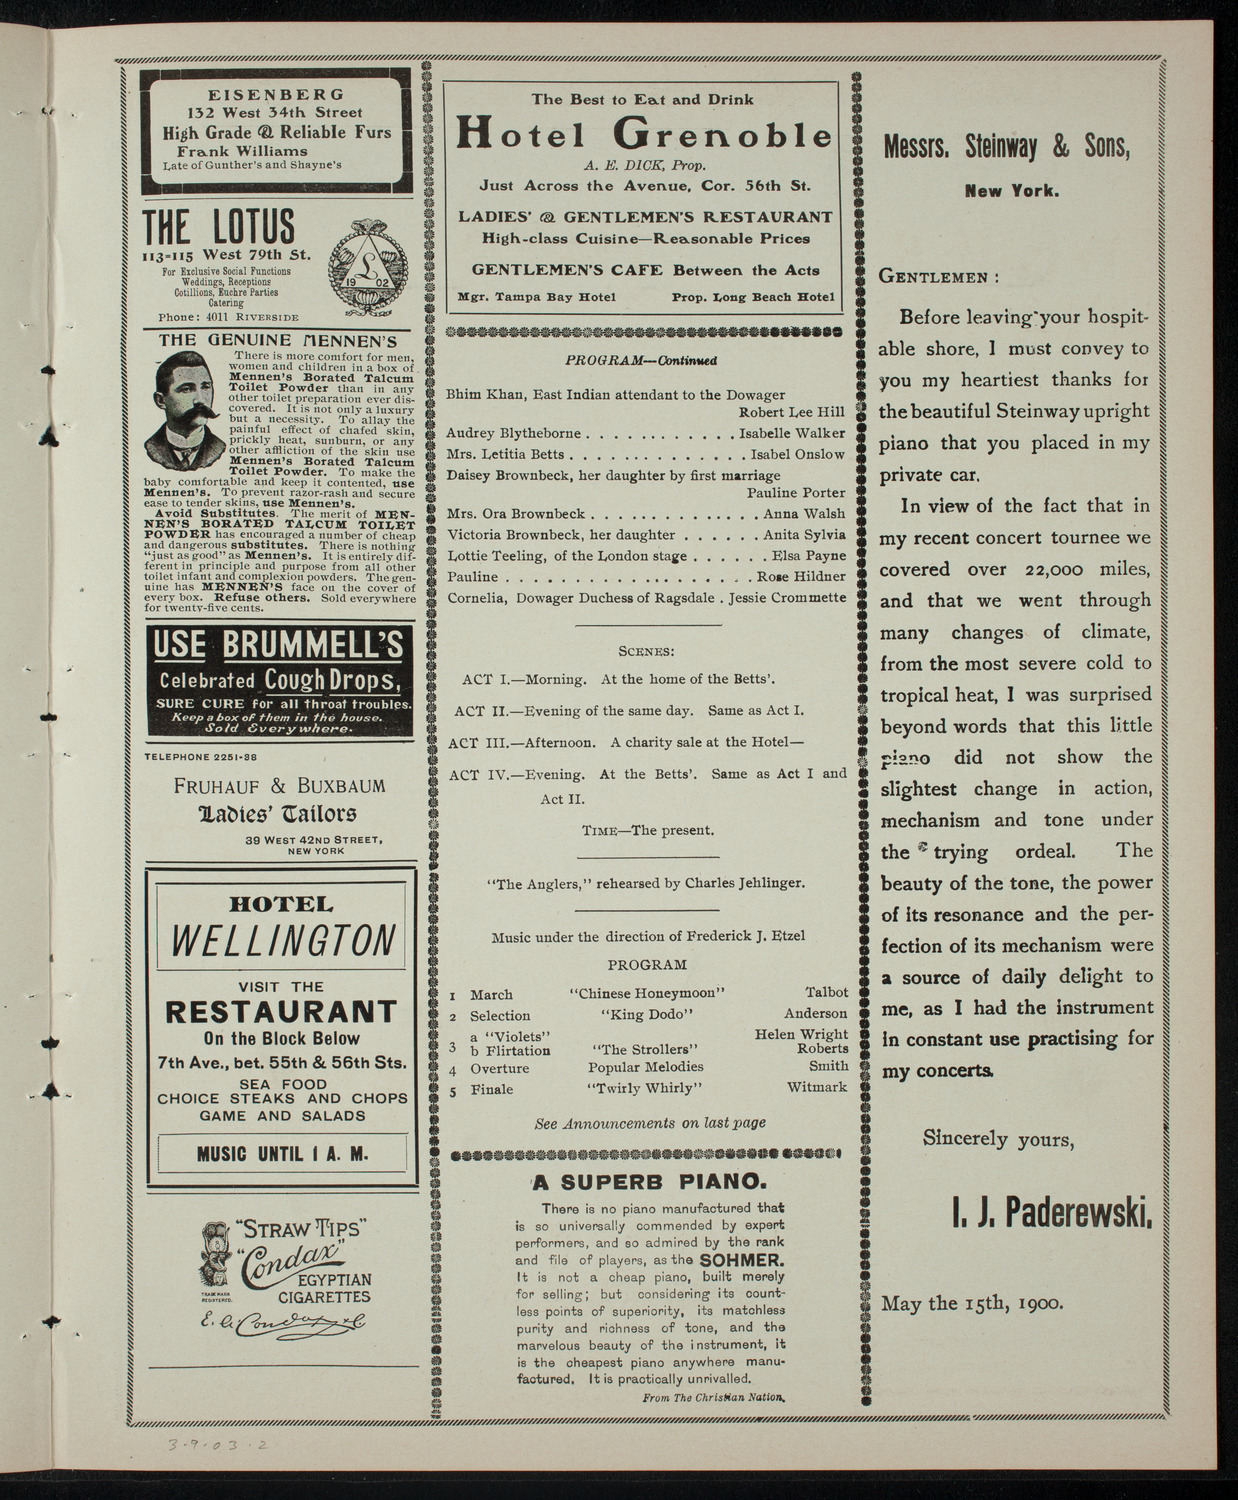 EISENBERG
132 West 34th Street
High Grade & Reliable Furs
Frank Williams
Late of Gunther's and Shayne's
THE LOTUS
113=115 West 79th St.
For Exclusive Social Functions
Weddings, Receptions
Cotillions, Euchre Parties
Catering
Phone: 4011 RIVERSIDE
L
19 02
THE GENUINE MENNEN'S
There is more comfort for men,
women and children in a box of
Mennen's Borated Talcum
Toilet Powder than in any
other toilet preparation ever dis-
covered. It is not only a luxury
but a necessity. To allay the
painful effect of chafed skin,
prickly heat, sunburn, or any
other affliction of the skin use
Mennen's Borated Talcum
Toilet Powder. To make the
baby comfortable and keep it contented, use
Mennen's. To prevent razor-rash and secure
ease to tender skins, use Mennen's.
Avoid Substitutes. The merit of MEN-
NEN'S BORATED TALCUM TOILET
POWDER has encouraged a number of cheap
and dangerous substitutes. There is nothing
"just as good" as Mennen's. It is entirely dif-
ferent in principle and purpose from all other
toilet infant and complexion powders. The gen-
uine has MENNEN'S face on the cover of
every box. Refuse others. Sold everywhere
for twenty-five cents.
USE BRUMMELL'S
Celebrated Cough Drops,
SURE CURE for all throat troubles.
Keep a box of them in the house.
Sold Everywhere.
TELEPHONE 2251-38
FRUHAUF & BUXBAUM
Ladies' Tailors
39 WEST 42ND STREET,
NEW YORK
HOTEL
WELLINGTON
VISIT THE
RESTAURANT
On the Block Below
7th Ave., bet. 55th & 56th Sts.
SEA FOOD
CHOICE STEAKS AND CHOPS
GAME AND SALADS
MUSIC UNTIL 1 A. M.
"STRAW TIPS"
"Condax"
EGYPTIAN
CIGARETTES
TRADE MARK
REGISTERED.
3-9-03-2
The Best to Eat and Drink
Hotel Grenoble
A. E. DICK, Prop.
Just Across the Avenue, Cor. 56th St.
LADIES' & GENTLEMEN'S RESTAURANT
High-class Cuisine—Reasonable Prices
GENTLEMEN'S CAFE Between the Acts
Mgr. Tampa Bay Hotel Prop. Long Beach Hotel
PROGRAM—Continued
Bhim Khan, East Indian attendant to the Dowager
Robert Lee Hill
Audrey Blytheborne . . . . . . . . . . . . Isabelle Walker
Mrs. Letitia Betts . . . . . . . . . . . . . . Isabel Onslow
Daisey Brownbeck, her daughter by first marriage
Pauline Porter
Mrs. Ora Brownbeck . . . . . . . . . . . . . Anna Walsh
Victoria Brownbeck, her daughter . . . . . . Anita Sylvia
Lottie Teeling, of the London stage . . . . . . Elsa Payne
Pauline . . . . . . . . . . . . . . . . . . . Rose Hildner
Cornelia, Dowager Duchess of Ragsdale . Jessie Crommette
SCENES:
ACT I.—Morning. At the home of the Betts'.
ACT II.—Evening of the same day. Same as Act I.
ACT III.—Afternoon. A charity sale at the Hotel—
ACT IV.—Evening. At the Betts'. Same as Act I and
Act II.
TIME—The present.
"The Anglers," rehearsed by Charles Jehlinger.
Music under the direction of Frederick J. Etzel
PROGRAM
1 March "Chinese Honeymoon" Talbot
2 Selection "King Dodo" Anderson
3 a "Violets" Helen Wright
b Flirtation "The Strollers" Roberts
4 Overture Popular Melodies Smith
5 Finale "Twirly Whirly" Witmark
See Announcements on last page
A SUPERB PIANO.
There is no piano manufactured that
is so universally commended by expert
performers, and so admired by the rank
and file of players, as the SOHMER.
It is not a cheap piano, built merely
for selling; but considering its count-
less points of superiority, its matchless
purity and richness of tone, and the
marvelous beauty of the instrument, it
is the cheapest piano anywhere manu-
factured. It is practically unrivalled.
From The Christian Nation.
Messrs. Steinway & Sons,
New York.
GENTLEMEN :
Before leaving your hospit-
able shore, I must convey to
you my heartiest thanks for
the beautiful Steinway upright
piano that you placed in my
private car.
In view of the fact that in
my recent concert tournee we
covered over 22,000 miles,
and that we went through
many changes of climate,
from the most severe cold to
tropical heat, I was surprised
beyond words that this little
piano did not show the
slightest change in action,
mechanism and tone under
the trying ordeal. The
beauty of the tone, the power
of its resonance and the per-
fection of its mechanism were
a source of daily delight to
me, as I had the instrument
in constant use practising for
my concerts.
Sincerely yours,
I. J. Paderewski.
May the 15th, 1900.